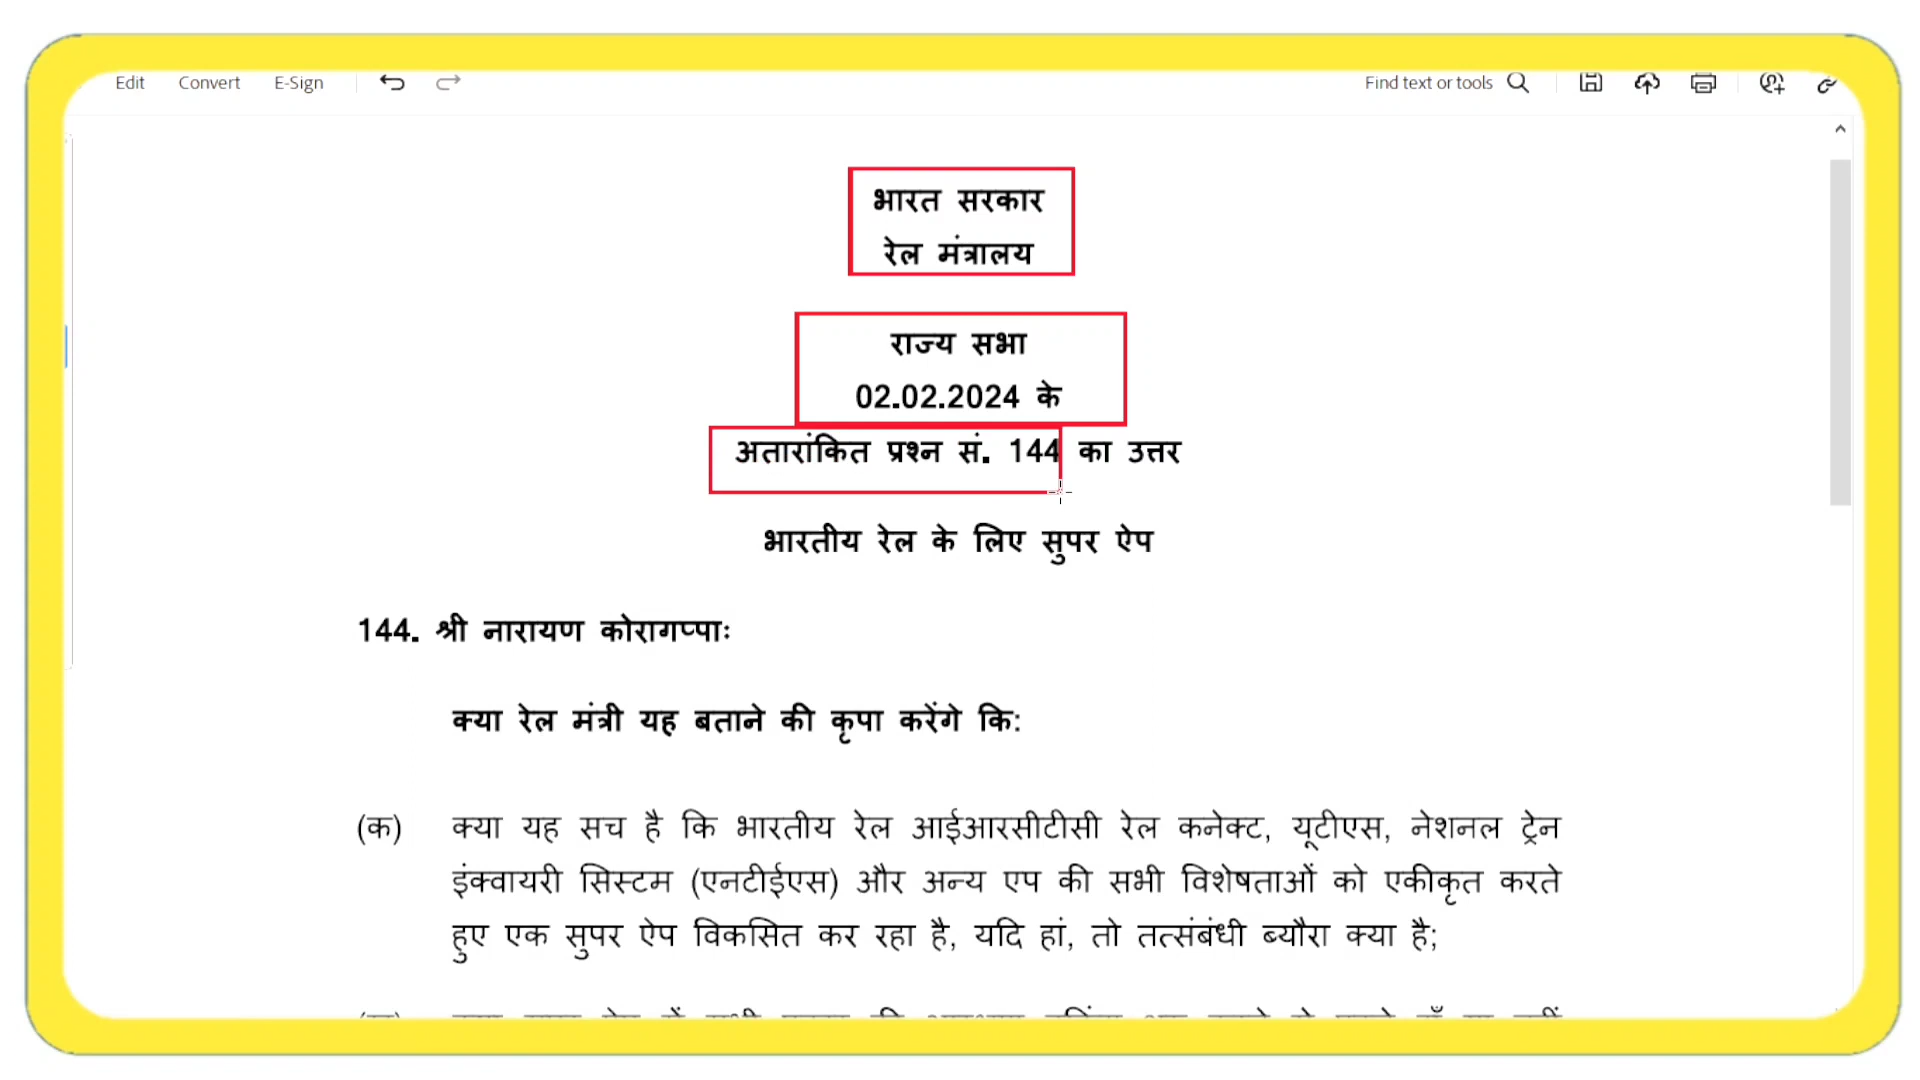 Edit Convert E-Sign Find text or tools
भारत सरकार
रेल मंत्रालय
राज्य सभा
02.02.2024 के
अतारांकित प्रश्न सं. 144 का उत्तर
भारतीय रेल के लिए सुपर ऐप
144. श्री नारायण कोरागप्पाः
क्या रेल मंत्री यह बताने की कृपा करेंगे कि:
(क) क्या यह सच है कि भारतीय रेल आईआरसीटीसी रेल कनेक्ट, यूटीएस, नेशनल ट्रेन
इंक्वायरी सिस्टम (एनटीईएस) और अन्य एप की सभी विशेषताओं को एकीकृत करते
हुए एक सुपर ऐप विकसित कर रहा है, यदि हां, तो तत्संबंधी ब्यौरा क्या है;